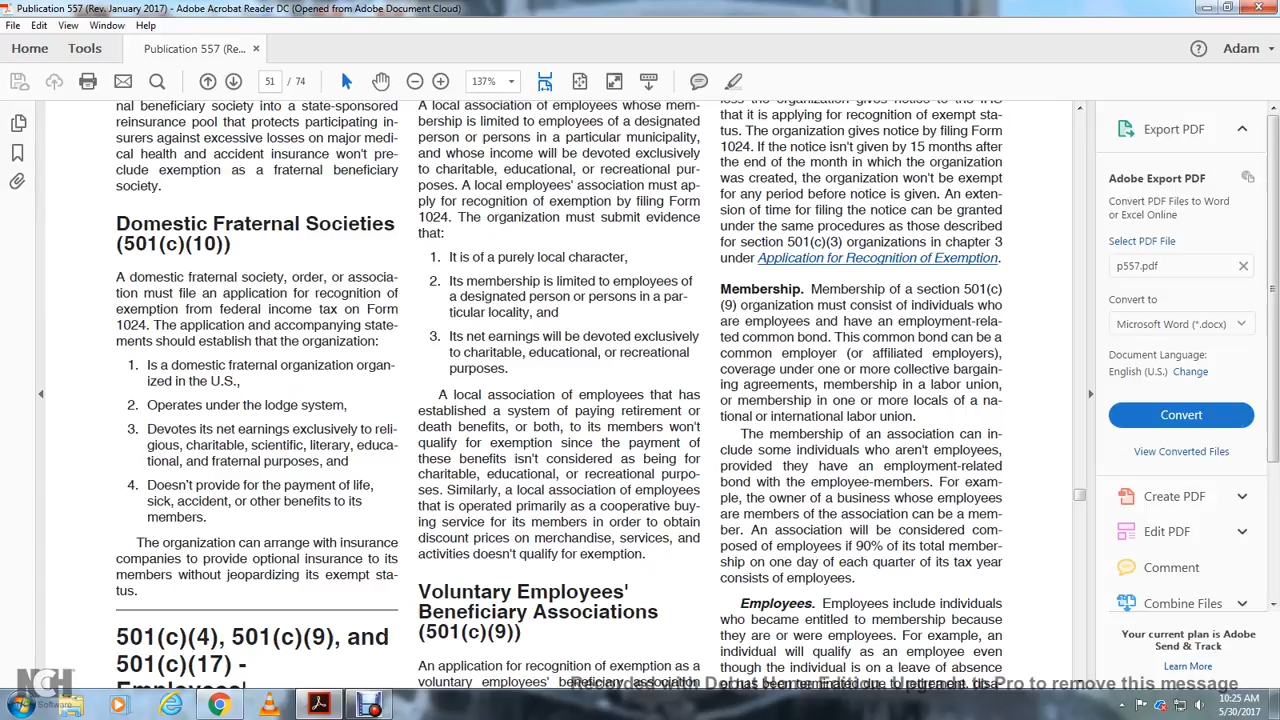 Publication 557 (Rev. January 2017) - Adobe Acrobat Reader DC (Opened from Adobe Document Cloud)
File Edit View Window Help
Home Tools Publication 557 (Re... × Adam
51 / 74 137%
nal beneficiary society into a state-sponsored
reinsurance pool that protects participating in-
surers against excessive losses on major medi-
cal health and accident insurance won't pre-
clude exemption as a fraternal beneficiary
society.
Domestic Fraternal Societies
(501(c)(10))
A domestic fraternal society, order, or associa-
tion must file an application for recognition of
exemption from federal income tax on Form
1024. The application and accompanying state-
ments should establish that the organization:
1. Is a domestic fraternal organization organ-
ized in the U.S.,
2. Operates under the lodge system,
3. Devotes its net earnings exclusively to reli-
gious, charitable, scientific, literary, educa-
tional, and fraternal purposes, and
4. Doesn't provide for the payment of life,
sick, accident, or other benefits to its
members.
The organization can arrange with insurance
companies to provide optional insurance to its
members without jeopardizing its exempt sta-
tus.
501(c)(4), 501(c)(9), and
501(c)(17) -
Employees'
A local association of employees whose mem-
bership is limited to employees of a designated
person or persons in a particular municipality,
and whose income will be devoted exclusively
to charitable, educational, or recreational pur-
poses. A local employees' association must ap-
ply for recognition of exemption by filing Form
1024. The organization must submit evidence
that:
1. It is of a purely local character,
2. Its membership is limited to employees of
a designated person or persons in a par-
ticular locality, and
3. Its net earnings will be devoted exclusively
to charitable, educational, or recreational
purposes.
A local association of employees that has
established a system of paying retirement or
death benefits, or both, to its members won't
qualify for exemption since the payment of
these benefits isn't considered as being for
charitable, educational, or recreational purpo-
ses. Similarly, a local association of employees
that is operated primarily as a cooperative buy-
ing service for its members in order to obtain
discount prices on merchandise, services, and
activities doesn't qualify for exemption.
Voluntary Employees'
Beneficiary Associations
(501(c)(9))
An application for recognition of exemption as a
voluntary employees' beneficiary association
less the organization gives notice to the IRS
that it is applying for recognition of exempt sta-
tus. The organization gives notice by filing Form
1024. If the notice isn't given by 15 months after
the end of the month in which the organization
was created, the organization won't be exempt
for any period before notice is given. An exten-
sion of time for filing the notice can be granted
under the same procedures as those described
for section 501(c)(3) organizations in chapter 3
under Application for Recognition of Exemption.
Membership. Membership of a section 501(c)
(9) organization must consist of individuals who
are employees and have an employment-rela-
ted common bond. This common bond can be a
common employer (or affiliated employers),
coverage under one or more collective bargain-
ing agreements, membership in a labor union,
or membership in one or more locals of a na-
tional or international labor union.
The membership of an association can in-
clude some individuals who aren't employees,
provided they have an employment-related
bond with the employee-members. For exam-
ple, the owner of a business whose employees
are members of the association can be a mem-
ber. An association will be considered com-
posed of employees if 90% of its total member-
ship on one day of each quarter of its tax year
consists of employees.
Employees. Employees include individuals
who became entitled to membership because
they are or were employees. For example, an
individual will qualify as an employee even
though the individual is on a leave of absence
Export PDF
Adobe Export PDF
Convert PDF Files to Word
or Excel Online
Select PDF File
p557.pdf
Convert to
Microsoft Word (*.docx)
Document Language:
English (U.S.) Change
Convert
View Converted Files
Create PDF
Edit PDF
Comment
Combine Files
Your current plan is Adobe
Send & Track
Learn More
Recorded with Debut Home Edition. Upgrade to Pro to remove this message
NCH Software
10:25 AM
5/30/2017